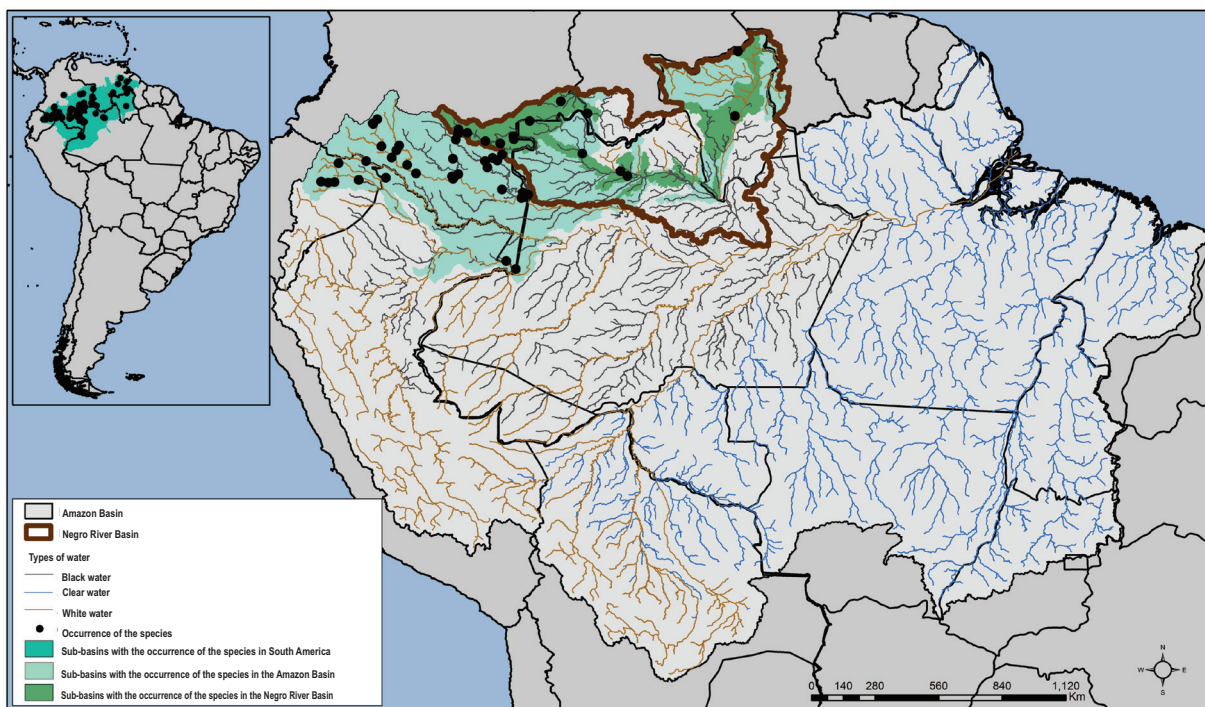 Amazon Basin
Negro River Basin
Types of water
Black water
Clear water
White water
Occurrence of the species
Sub-basins with the occurrence of the species in South America
Sub-basins with the occurrence of the species in the Amazon Basin
Sub-basins with the occurrence of the species in the Negro River Basin
N
W E
S
0 140 280 560 840 1,120
Km